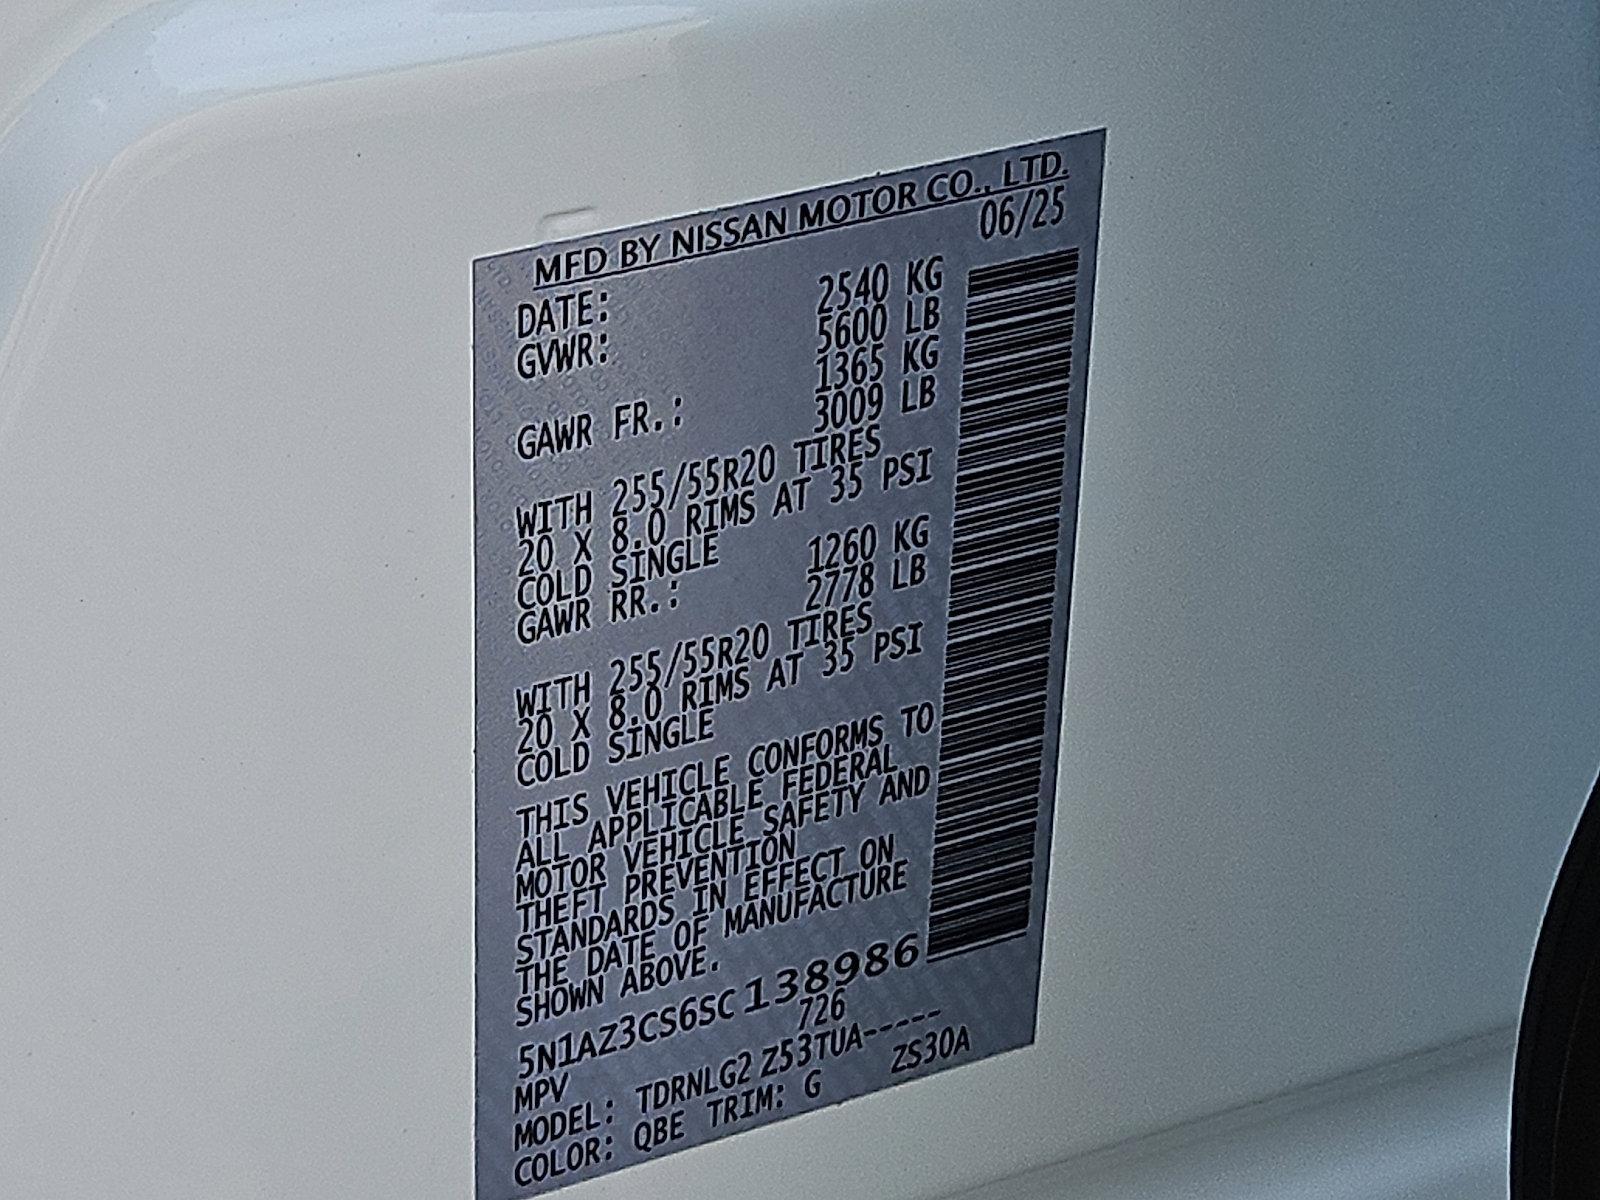 MFD BY NISSAN MOTOR CO., LTD.
DATE: 06/25
GVWR: 2540 KG
5600 LB
GAWR FR.: 1365 KG
3009 LB
WITH 255/55R20 TIRES
20 X 8.0 RIMS AT 35 PSI
COLD SINGLE
GAWR RR.: 1260 KG
2778 LB
WITH 255/55R20 TIRES
20 X 8.0 RIMS AT 35 PSI
COLD SINGLE
THIS VEHICLE CONFORMS TO
ALL APPLICABLE FEDERAL
MOTOR VEHICLE SAFETY AND
THEFT PREVENTION
STANDARDS IN EFFECT ON
THE DATE OF MANUFACTURE
SHOWN ABOVE.
5N1AZ3CS6SC138986
MPV 726
MODEL: TDRNLG2 Z53TUA-----
COLOR: QBE TRIM: G ZS30A